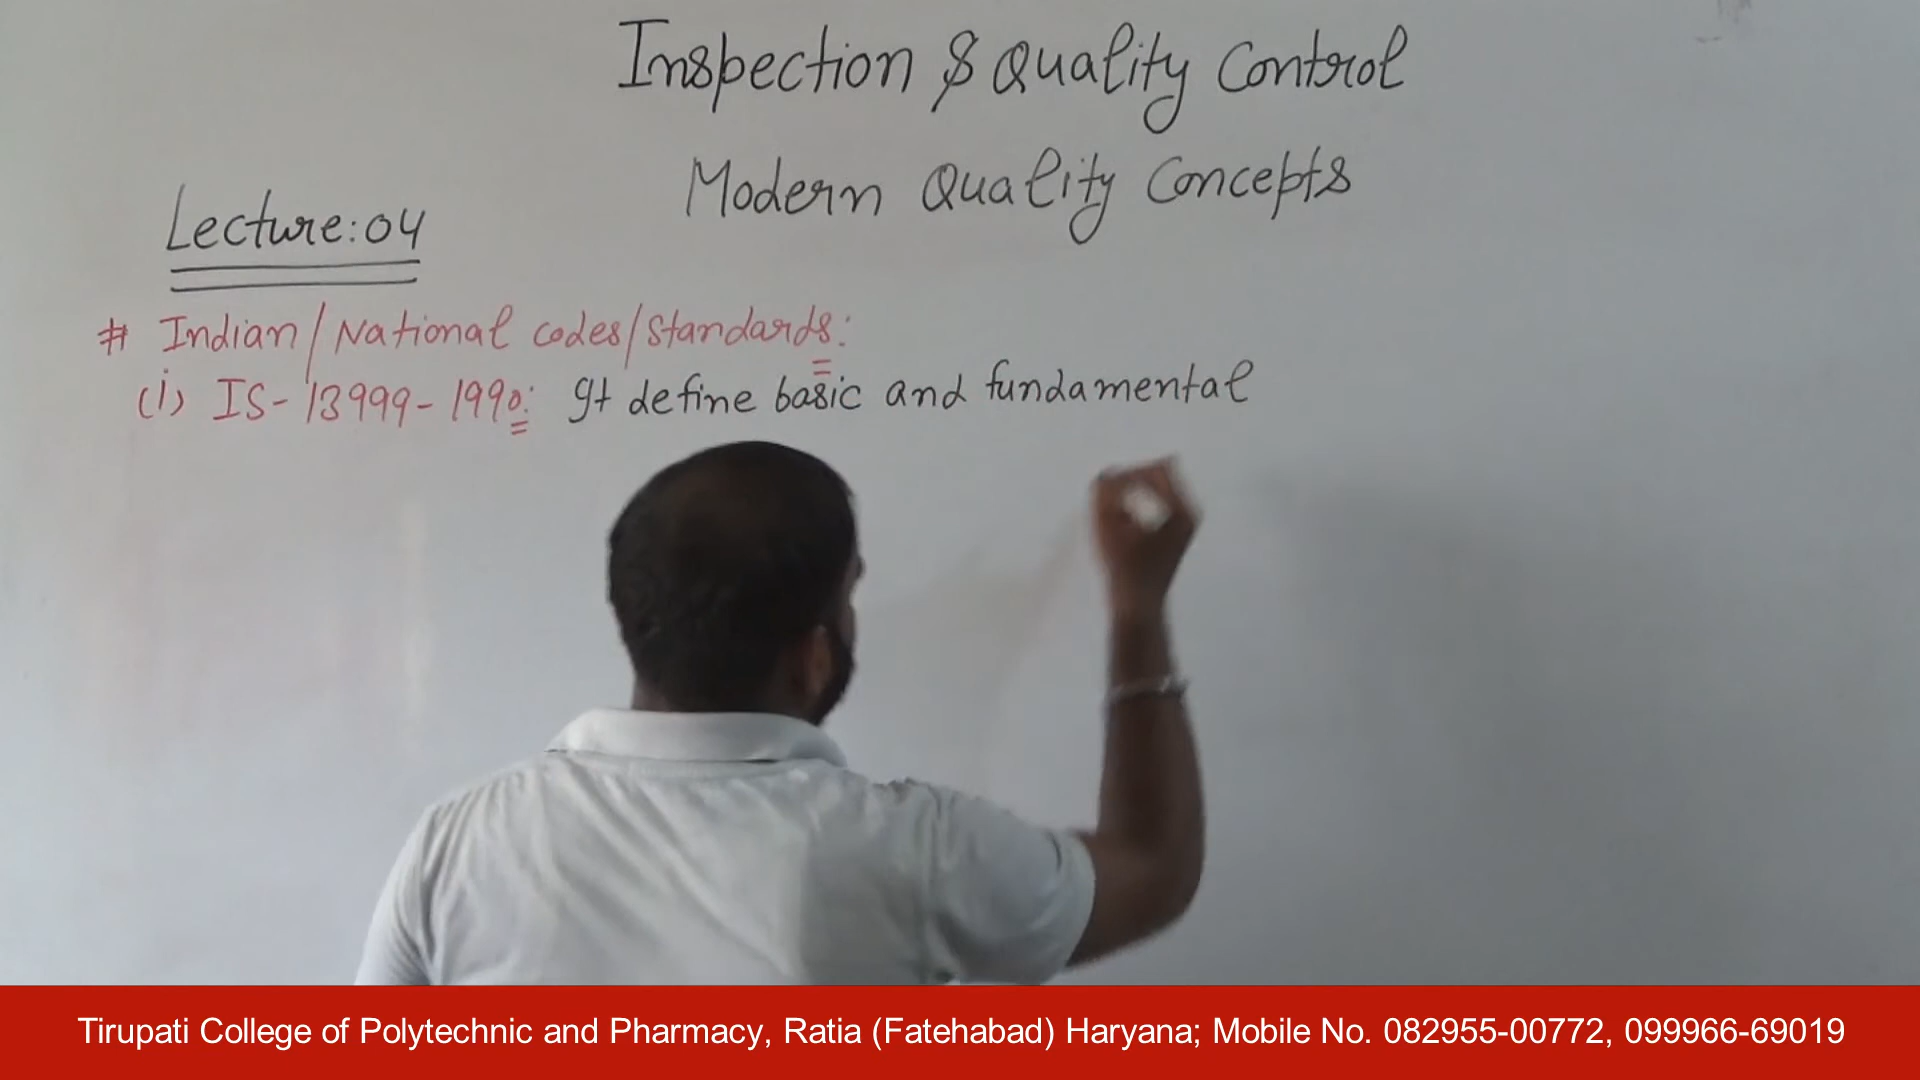 Inspection & Quality Control
Modern Quality Concepts
Lecture:04
# Indian/National codes/standards:
(i) IS-13999-1990: It define basic and fundamental
Tirupati College of Polytechnic and Pharmacy, Ratia (Fatehabad) Haryana; Mobile No. 082955-00772, 099966-69019